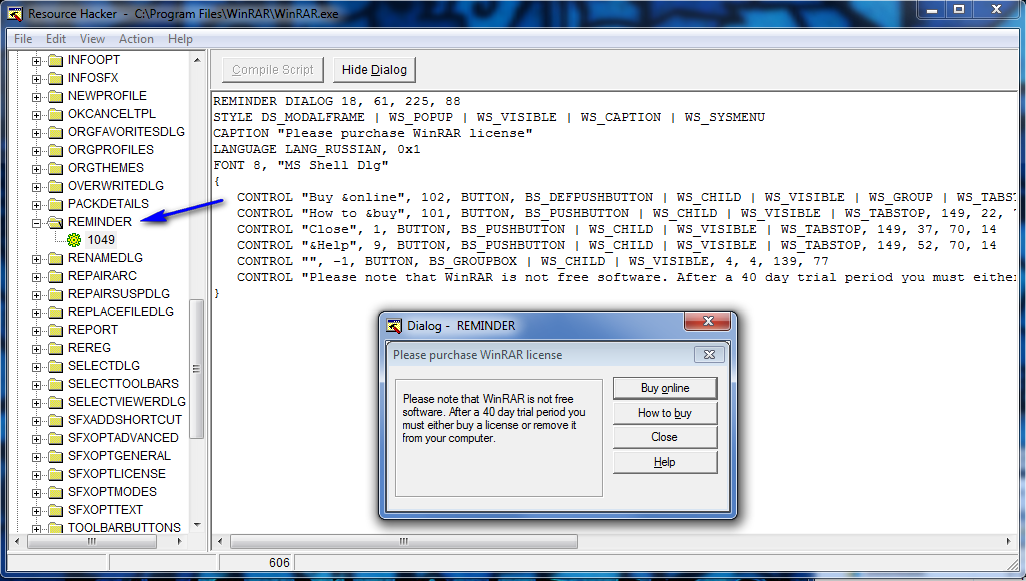 Resource Hacker - C:\Program Files\WinRAR\WinRAR.exe
File Edit View Action Help
INFOOPT
INFOSFX
NEWPROFILE
OKCANCELTPL
ORGFAVORITESDLG
ORGPROFILES
ORGTHEMES
OVERWRITEDLG
PACKDETAILS
REMINDER
1049
RENAMEDLG
REPAIRARC
REPAIRSUSPDLG
REPLACEFILEDLG
REPORT
REREG
SELECTDLG
SELECTTOOLBARS
SELECTVIEWERDLG
SFXADDSHORTCUT
SFXOPTADVANCED
SFXOPTGENERAL
SFXOPTLICENSE
SFXOPTMODES
SFXOPTTEXT
TOOLBARBUTTONS
Compile Script Hide Dialog
REMINDER DIALOG 18, 61, 225, 88
STYLE DS_MODALFRAME | WS_POPUP | WS_VISIBLE | WS_CAPTION | WS_SYSMENU
CAPTION "Please purchase WinRAR license"
LANGUAGE LANG_RUSSIAN, 0x1
FONT 8, "MS Shell Dlg"
{
CONTROL "Buy &online", 102, BUTTON, BS_DEFPUSHBUTTON | WS_CHILD | WS_VISIBLE | WS_GROUP | WS_TABST
CONTROL "How to &buy", 101, BUTTON, BS_PUSHBUTTON | WS_CHILD | WS_VISIBLE | WS_TABSTOP, 149, 22,
CONTROL "Close", 1, BUTTON, BS_PUSHBUTTON | WS_CHILD | WS_VISIBLE | WS_TABSTOP, 149, 37, 70, 14
CONTROL "&Help", 9, BUTTON, BS_PUSHBUTTON | WS_CHILD | WS_VISIBLE | WS_TABSTOP, 149, 52, 70, 14
CONTROL "", -1, BUTTON, BS_GROUPBOX | WS_CHILD | WS_VISIBLE, 4, 4, 139, 77
CONTROL "Please note that WinRAR is not free software. After a 40 day trial period you must either
}
Dialog - REMINDER
Please purchase WinRAR license
Please note that WinRAR is not free
software. After a 40 day trial period you
must either buy a license or remove it
from your computer.
Buy online
How to buy
Close
Help
606